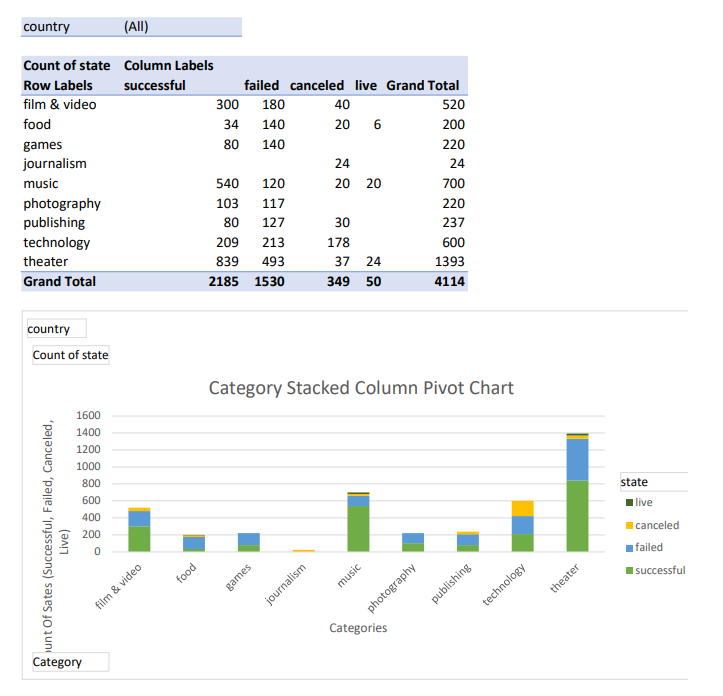 country (All)
Count of state Column Labels
Row Labels successful failed canceled live Grand Total
film & video 300 180 40 520
food 34 140 20 6 200
games 80 140 220
journalism 24 24
music 540 120 20 20 700
photography 103 117 220
publishing 80 127 30 237
technology 209 213 178 600
theater 839 493 37 24 1393
Grand Total 2185 1530 349 50 4114
country
Count of state
Category Stacked Column Pivot Chart
1600
1400
1200
1000
800
600
400
200
0
unt Of Sates (Successful, Failed, Canceled,
Live)
film & video
food
games
journalism
music
photography
publishing
technology
theater
Categories
state
live
canceled
failed
successful
Category